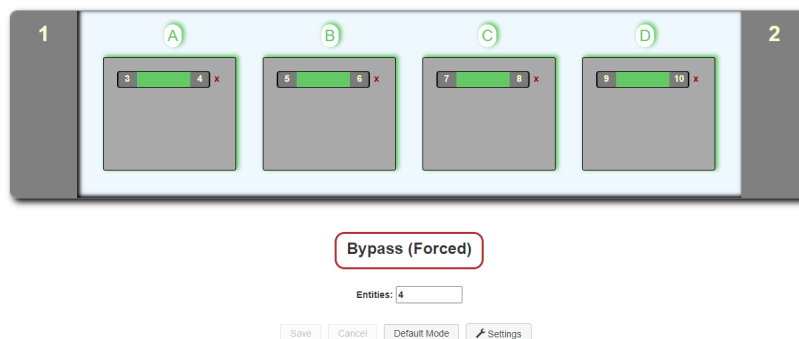 1 A B C D 2
3 4 x 5 6 x 7 8 x 9 10 x
Bypass (Forced)
Entities: 4
Save Cancel Default Mode Settings